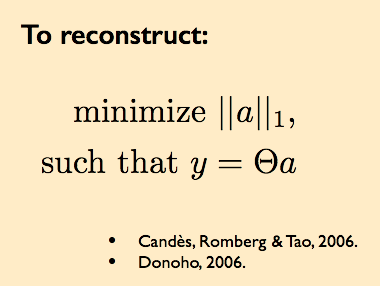 To reconstruct:
minimize ||a||₁,
such that y = Θa
• Candès, Romberg & Tao, 2006.
• Donoho, 2006.